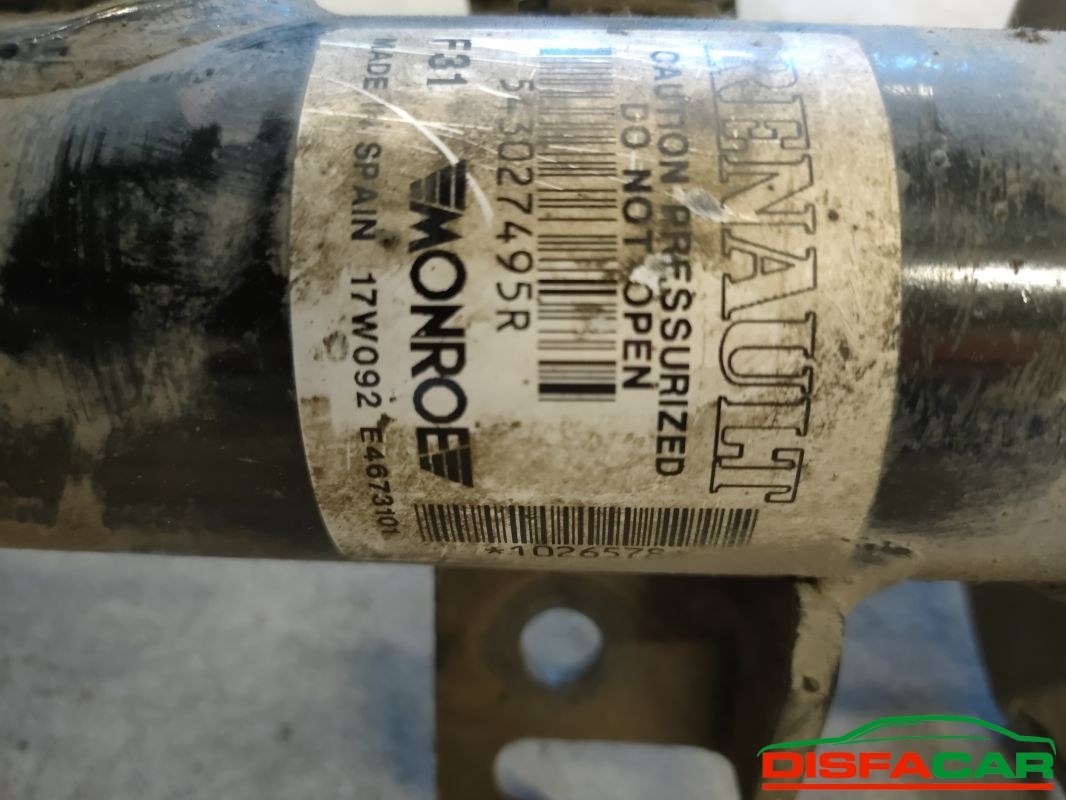 RENAULT
CAUTION PRESSURIZED
DO NOT OPEN
543027495R
MONROE
F31
MADE IN SPAIN 17W092 E4673101
*1026578*
DISFACAR